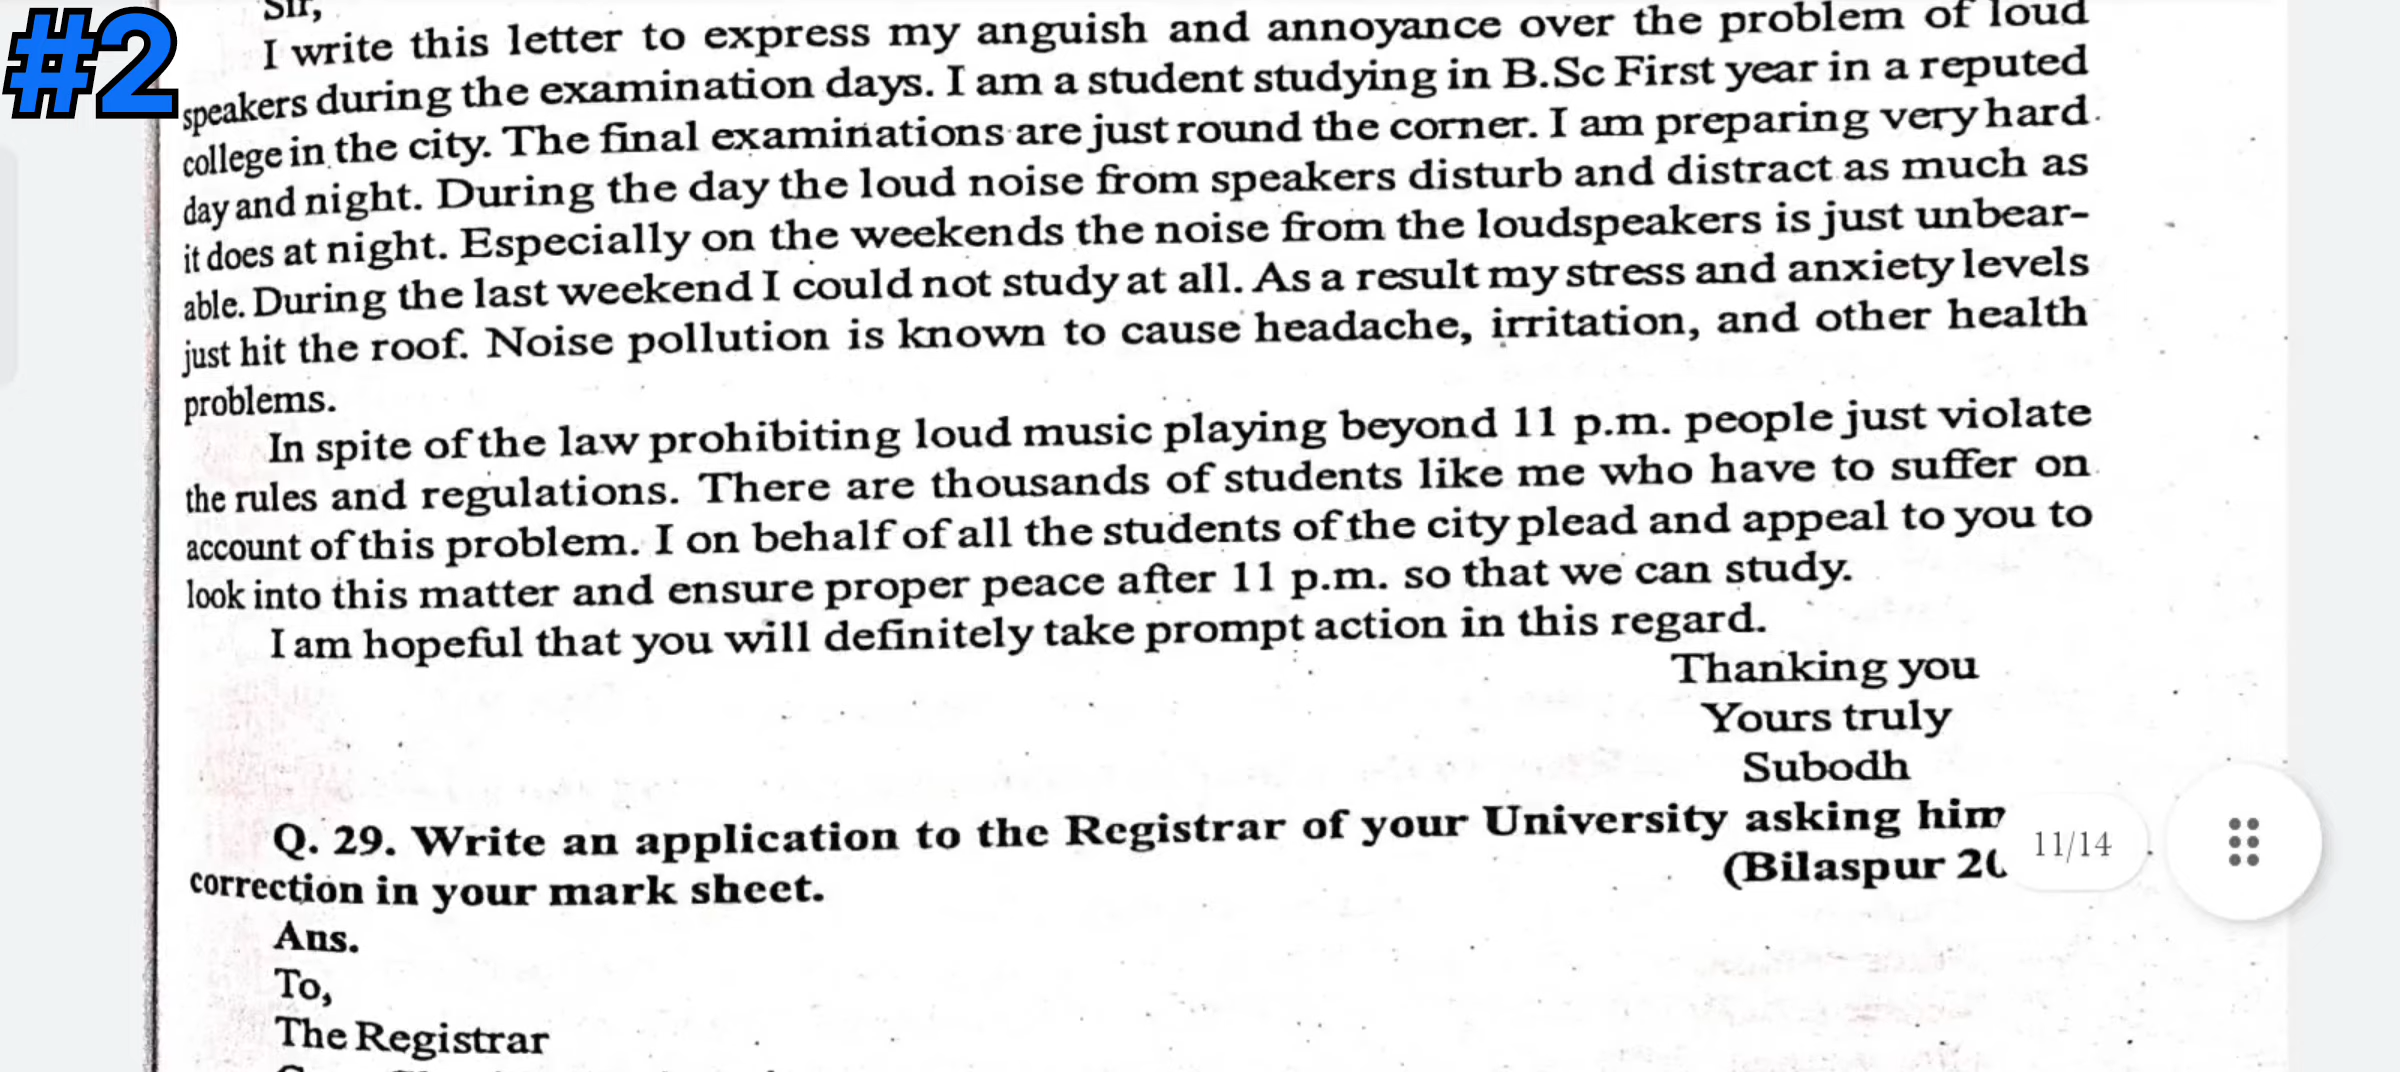 #2
Sir,
I write this letter to express my anguish and annoyance over the problem of loud
speakers during the examination days. I am a student studying in B.Sc First year in a reputed
college in the city. The final examinations are just round the corner. I am preparing very hard
day and night. During the day the loud noise from speakers disturb and distract as much as
it does at night. Especially on the weekends the noise from the loudspeakers is just unbear-
able. During the last weekend I could not study at all. As a result my stress and anxiety levels
just hit the roof. Noise pollution is known to cause headache, irritation, and other health
problems.
In spite of the law prohibiting loud music playing beyond 11 p.m. people just violate
the rules and regulations. There are thousands of students like me who have to suffer on
account of this problem. I on behalf of all the students of the city plead and appeal to you to
look into this matter and ensure proper peace after 11 p.m. so that we can study.
I am hopeful that you will definitely take prompt action in this regard.
Thanking you
Yours truly
Subodh
Q. 29. Write an application to the Registrar of your University asking him
correction in your mark sheet. (Bilaspur 20
11/14
Ans.
To,
The Registrar